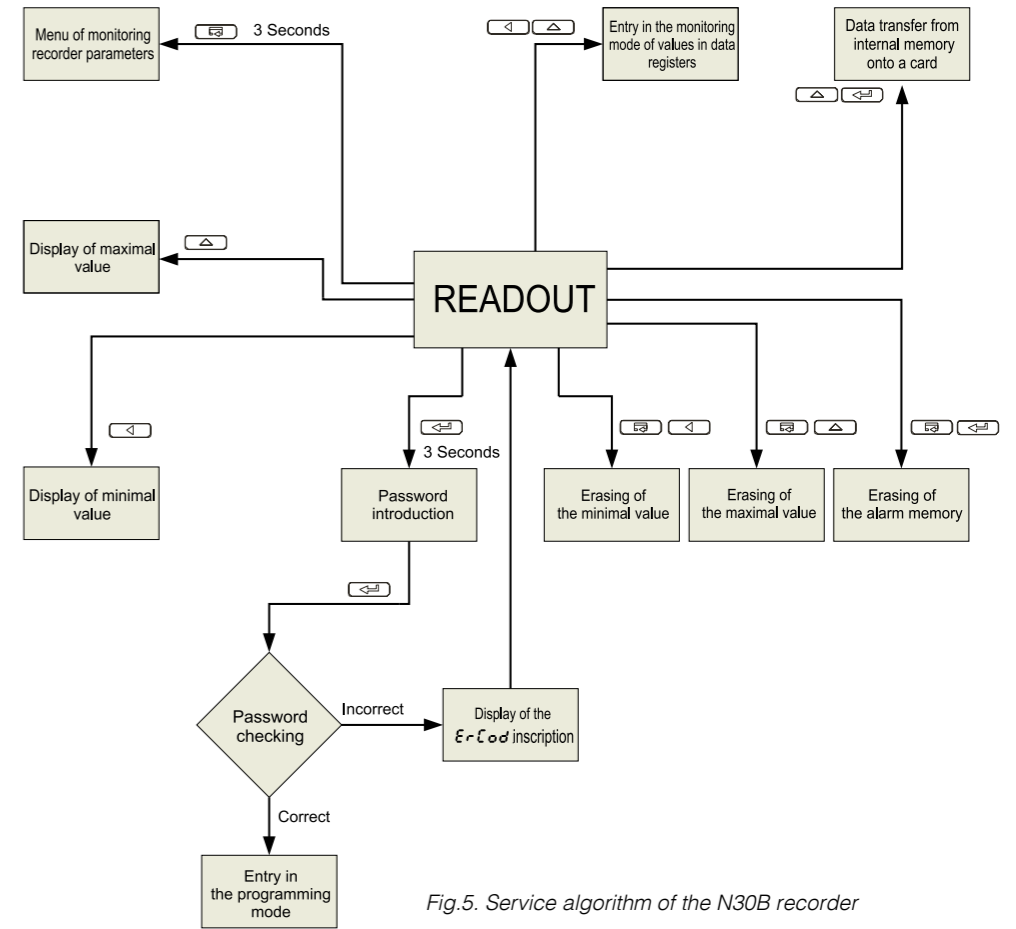 Menu of monitoring
recorder parameters
3 Seconds
Entry in the monitoring
mode of values in data
registers
Data transfer from
internal memory
onto a card
Display of maximal
value
READOUT
3 Seconds
Display of minimal
value
Password
introduction
Erasing of
the minimal value
Erasing of
the maximal value
Erasing of
the alarm memory
Password
checking
Incorrect
Display of the
ErCod inscription
Correct
Entry in
the programming
mode
Fig.5. Service algorithm of the N30B recorder